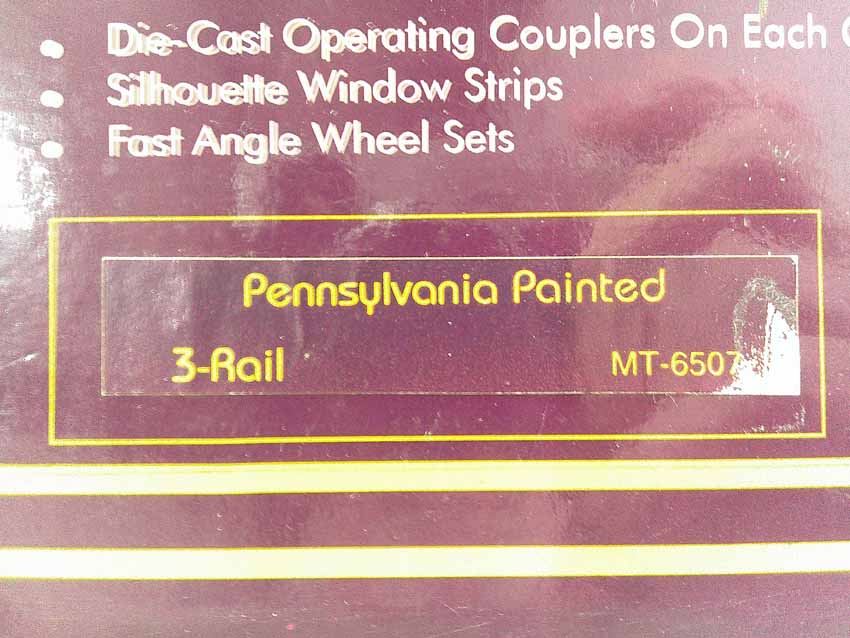 • Die-Cast Operating Couplers On Each
• Silhouette Window Strips
• Fast Angle Wheel Sets
Pennsylvania Painted
3-Rail MT-6507